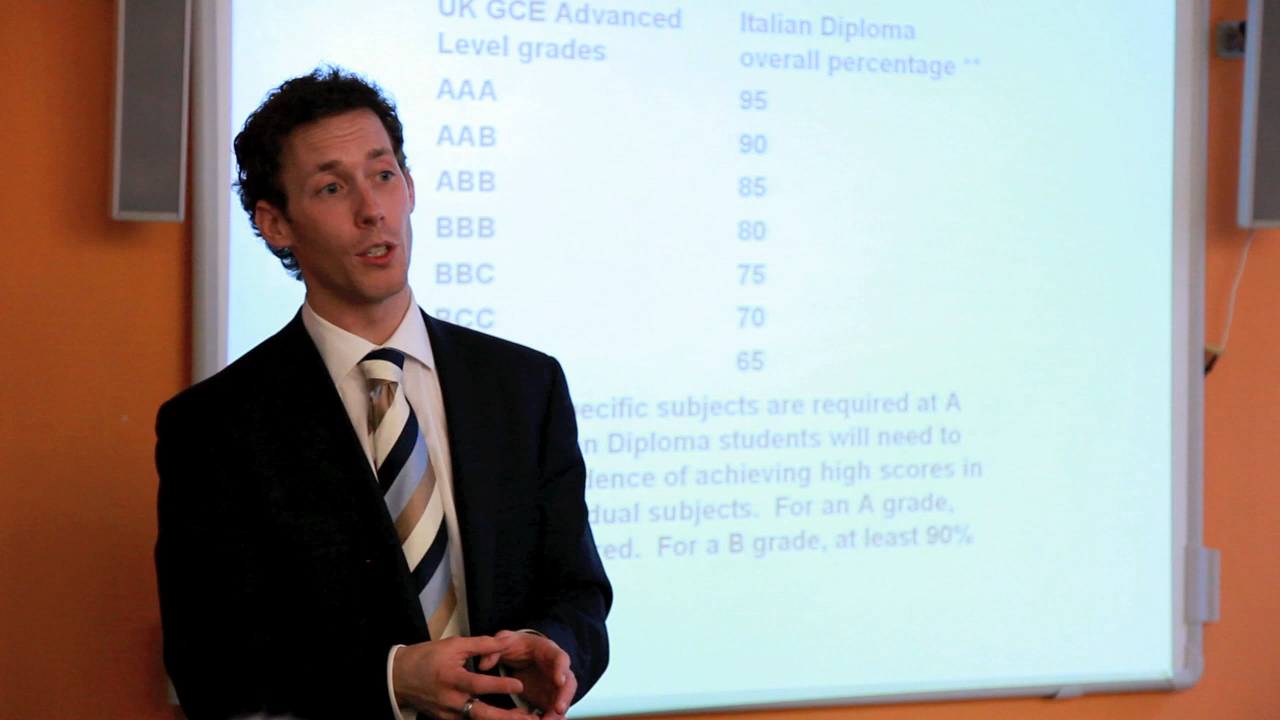 UK GCE Advanced Italian Diploma
Level grades overall percentage **
AAA 95
AAB 90
ABB 85
BBB 80
BBC 75
BCC 70
65
ecific subjects are required at A
n Diploma students will need to
dence of achieving high scores in
dual subjects. For an A grade,
red. For a B grade, at least 90%